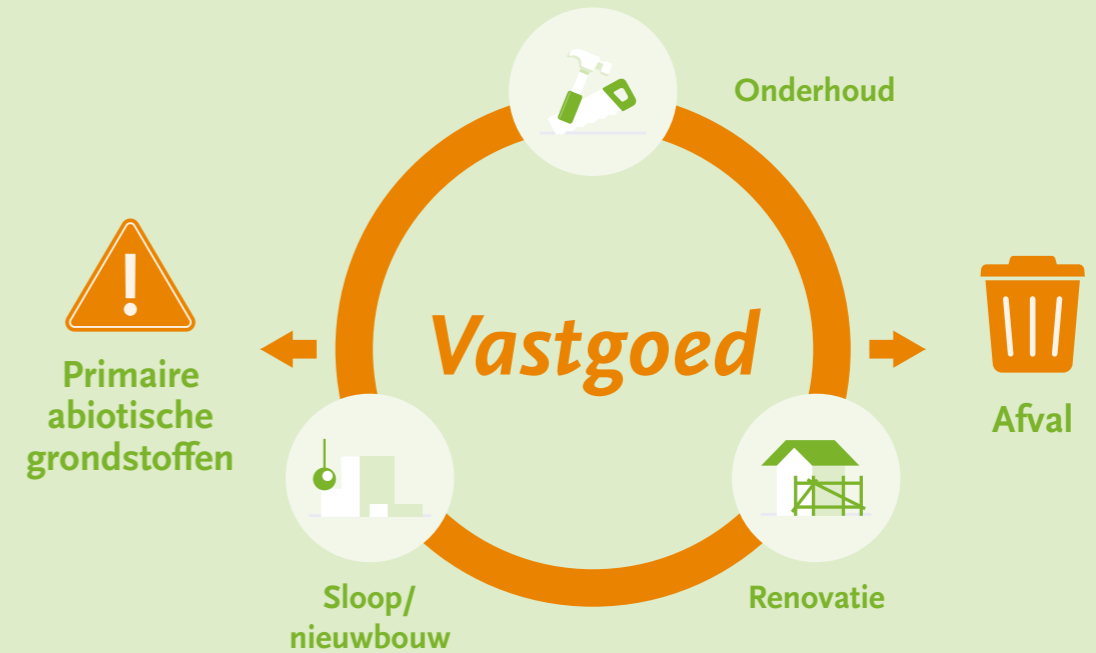 Onderhoud
Primaire
abiotische
grondstoffen
Vastgoed
Afval
Sloop/
nieuwbouw
Renovatie